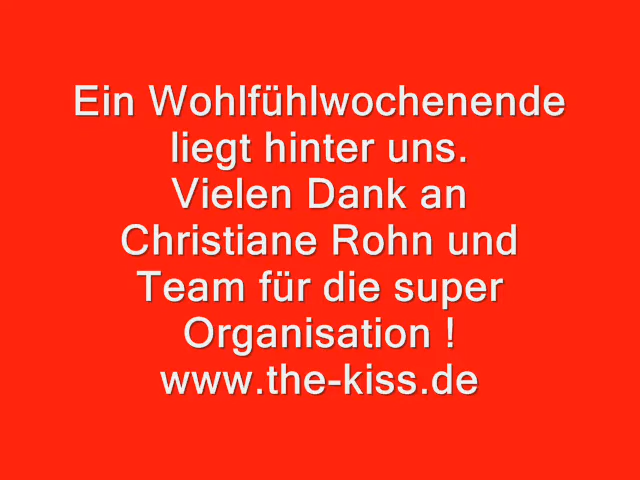 Ein Wohlfühlwochenende
liegt hinter uns.
Vielen Dank an
Christiane Rohn und
Team für die super
Organisation !
www.the-kiss.de